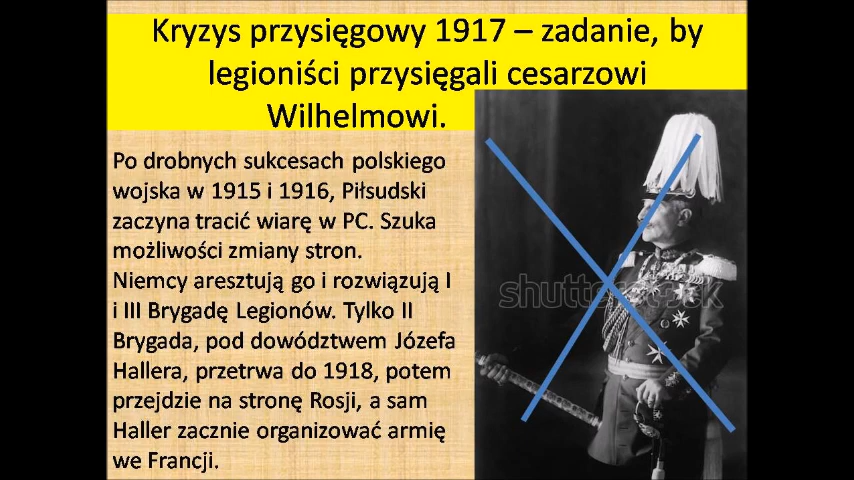 Kryzys przysięgowy 1917 – zadanie, by
legioniści przysięgali cesarzowi
Wilhelmowi.
Po drobnych sukcesach polskiego
wojska w 1915 i 1916, Piłsudski
zaczyna tracić wiarę w PC. Szuka
możliwości zmiany stron.
Niemcy aresztują go i rozwiązują I
i III Brygadę Legionów. Tylko II
Brygada, pod dowództwem Józefa
Hallera, przetrwa do 1918, potem
przejdzie na stronę Rosji, a sam
Haller zacznie organizować armię
we Francji.
shutterstock